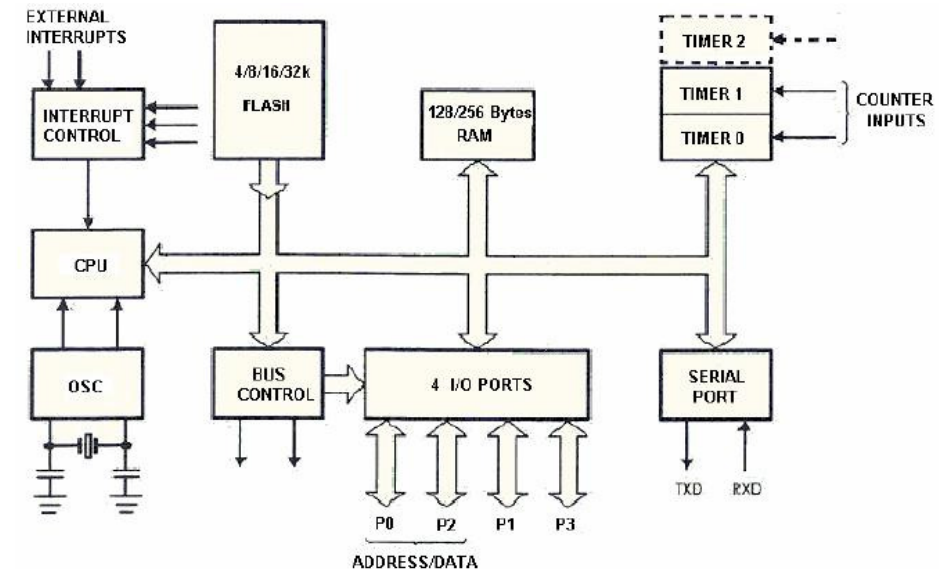 EXTERNAL
INTERRUPTS
INTERRUPT
CONTROL
4/8/16/32k
FLASH
128/256 Bytes
RAM
TIMER 2
TIMER 1
TIMER 0
COUNTER
INPUTS
CPU
OSC
BUS
CONTROL
4 I/O PORTS
SERIAL
PORT
TXD RXD
P0 P2 P1 P3
ADDRESS/DATA